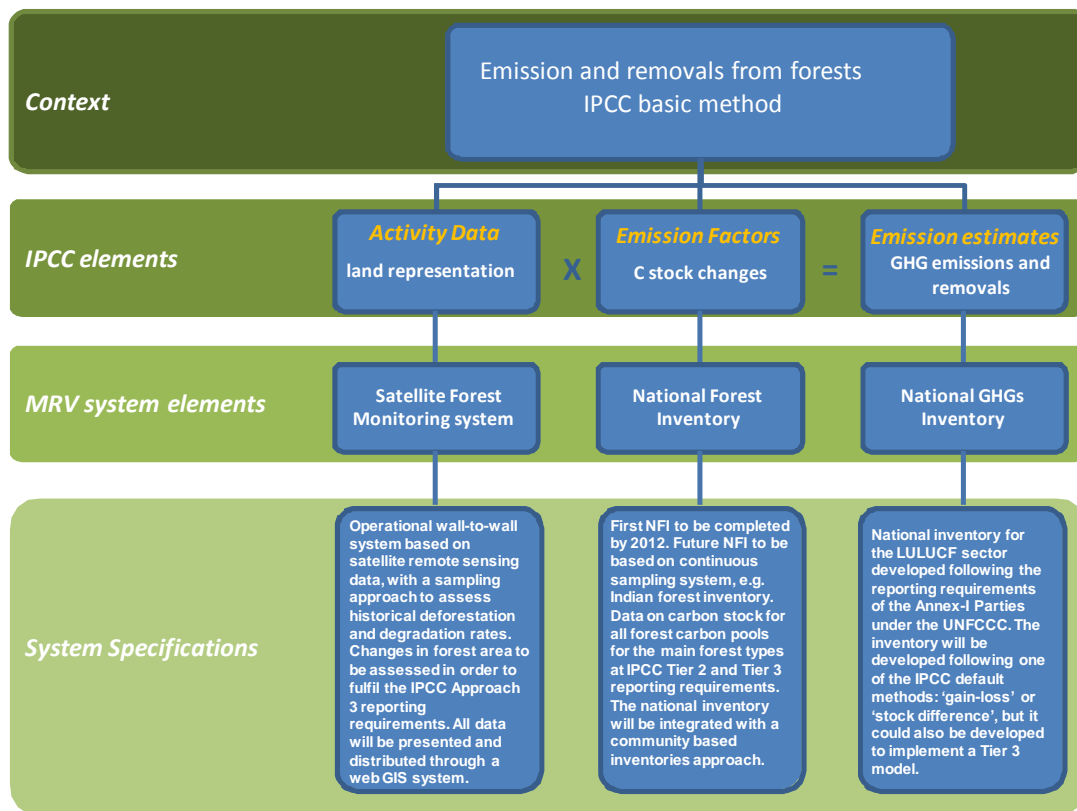 Context
Emission and removals from forests
IPCC basic method
IPCC elements
Activity Data
land representation
X
Emission Factors
C stock changes
=
Emission estimates
GHG emissions and
removals
MRV system elements
Satellite Forest
Monitoring system
National Forest
Inventory
National GHGs
Inventory
System Specifications
Operational wall-to-wall
system based on
satellite remote sensing
data, with a sampling
approach to assess
historical deforestation
and degradation rates.
Changes in forest area to
be assessed in order to
fulfil the IPCC Approach
3 reporting
requirements. All data
will be presented and
distributed through a
web GIS system.
First NFI to be completed
by 2012. Future NFI to be
based on continuous
sampling system, e.g.
Indian forest inventory.
Data on carbon stock for
all forest carbon pools
for the main forest types
at IPCC Tier 2 and Tier 3
reporting requirements.
The national inventory
will be integrated with a
community based
inventories approach.
National inventory for
the LULUCF sector
developed following the
reporting requirements
of the Annex-I Parties
under the UNFCCC. The
inventory will be
developed following one
of the IPCC default
methods: ‘gain-loss’ or
‘stock difference’, but it
could also be developed
to implement a Tier 3
model.